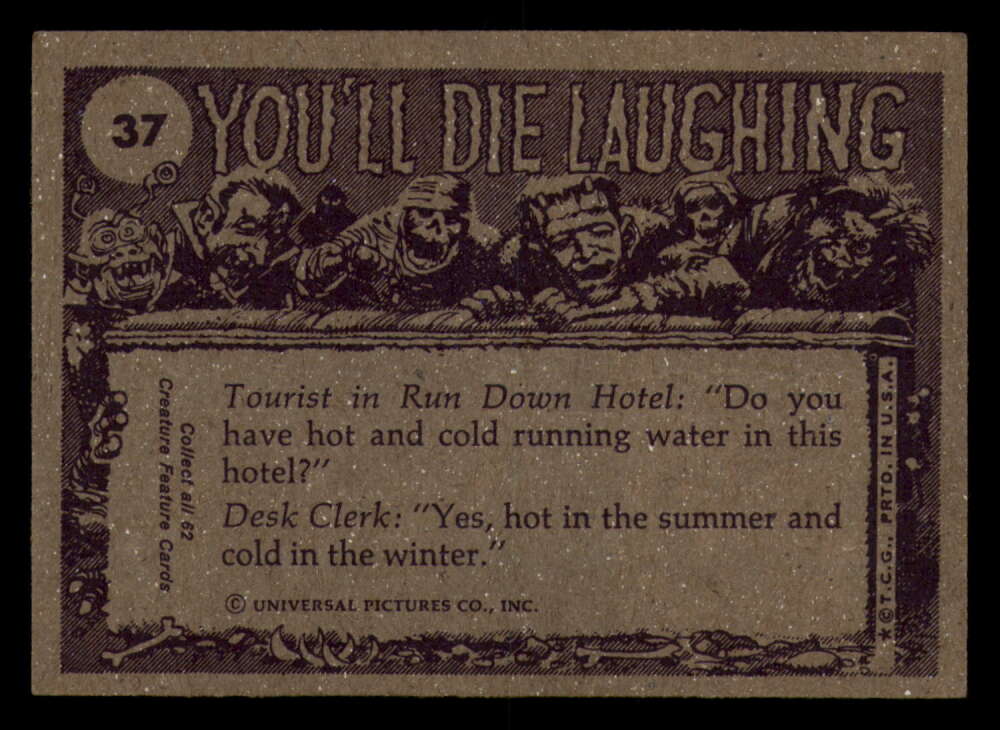 37
YOU'LL DIE LAUGHING
Tourist in Run Down Hotel: "Do you
have hot and cold running water in this
hotel?"
Desk Clerk: "Yes, hot in the summer and
cold in the winter."
© UNIVERSAL PICTURES CO., INC.
Collect all 62
Creature Feature Cards
★ © T.C.G., PRTD. IN U.S.A.